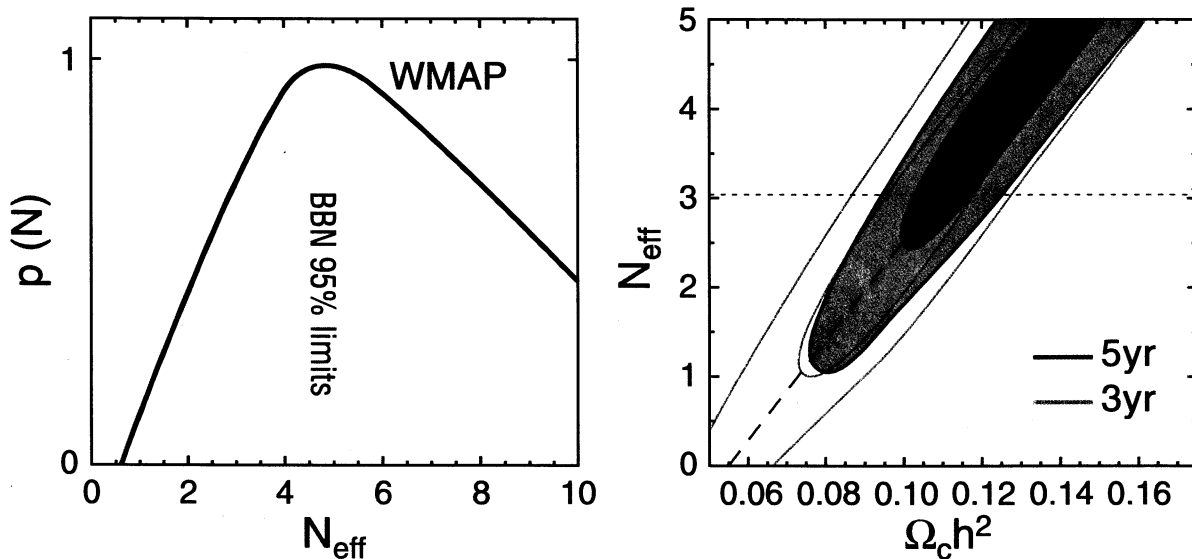 1
0
p (N)
WMAP
BBN 95% limits
0 2 4 6 8 10
N_eff
5
4
3
2
1
0
N_eff
5yr
3yr
0.06 0.08 0.10 0.12 0.14 0.16
Ω_c h²